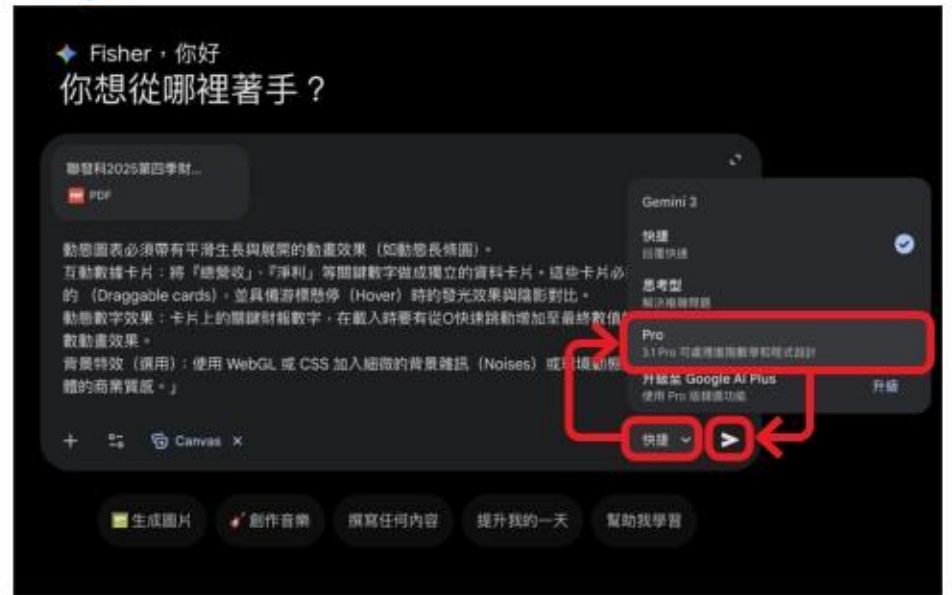 Fisher，你好
你想從哪裡著手？
聯發科2025第四季財...
PDF PDF
動態圖表必須帶有平滑生長與展開的動畫效果（如動態長條圖）。
互動數據卡片：將『總營收』、『淨利』等關鍵數字做成獨立的資料卡片。這些卡片必
的 （Draggable cards），並具備游標懸停（Hover）時的發光效果與陰影對比。
動態數字效果：卡片上的關鍵財報數字，在載入時要有從0快速跳動增加至最終數值
數動畫效果。
背景特效（選用）：使用 WebGL 或 CSS 加入細微的背景雜訊（Noises）或環境動態
體的商業質感。」
Canvas ×
Gemini 3
快捷
回覆快速
思考型
解決複雜問題
Pro
3.1 Pro 可處理進階數學和程式設計
升級至 Google AI Plus
使用 Pro 版精選功能
升級
快捷
生成圖片
創作音樂
撰寫任何內容
提升我的一天
幫助我學習